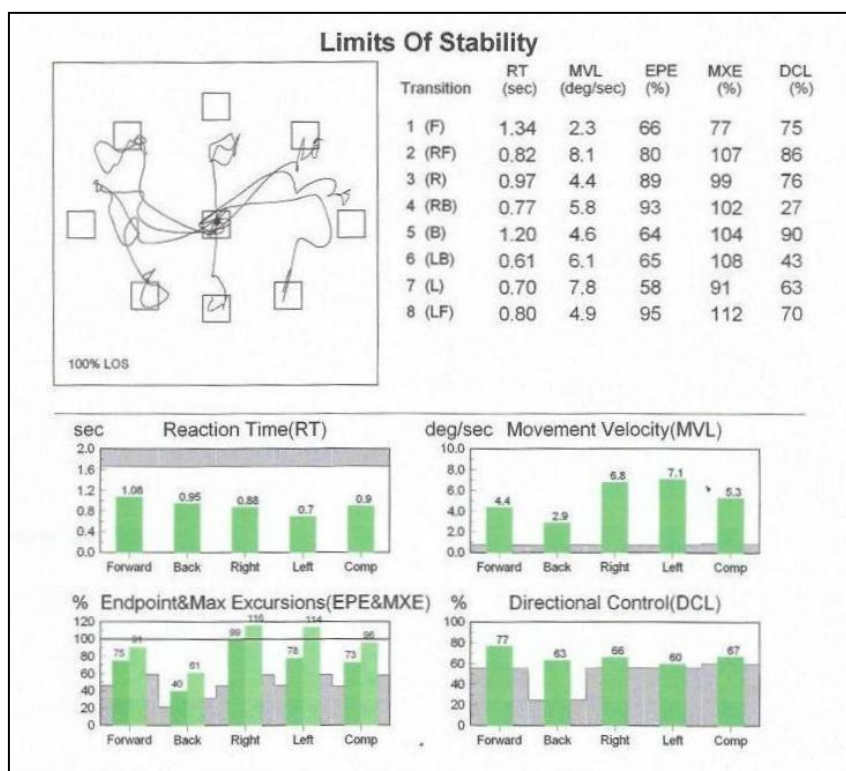 Limits Of Stability
Transition RT (sec) MVL (deg/sec) EPE (%) MXE (%) DCL (%)
1 (F) 1.34 2.3 66 77 75
2 (RF) 0.82 8.1 80 107 86
3 (R) 0.97 4.4 89 99 76
4 (RB) 0.77 5.8 93 102 27
5 (B) 1.20 4.6 64 104 90
6 (LB) 0.61 6.1 65 108 43
7 (L) 0.70 7.8 58 91 63
8 (LF) 0.80 4.9 95 112 70
100% LOS
sec Reaction Time(RT)
2.0
1.6
1.2
0.8
0.4
0.0
1.08 0.95 0.88 0.7 0.9
Forward Back Right Left Comp
deg/sec Movement Velocity(MVL)
10.0
8.0
6.0
4.0
2.0
0.0
4.4 2.9 6.8 7.1 5.3
Forward Back Right Left Comp
% Endpoint&Max Excursions(EPE&MXE)
120
100
80
60
40
20
0
75 91 40 61 99 116 78 114 73 96
Forward Back Right Left Comp
% Directional Control(DCL)
100
80
60
40
20
0
77 63 66 60 67
Forward Back Right Left Comp